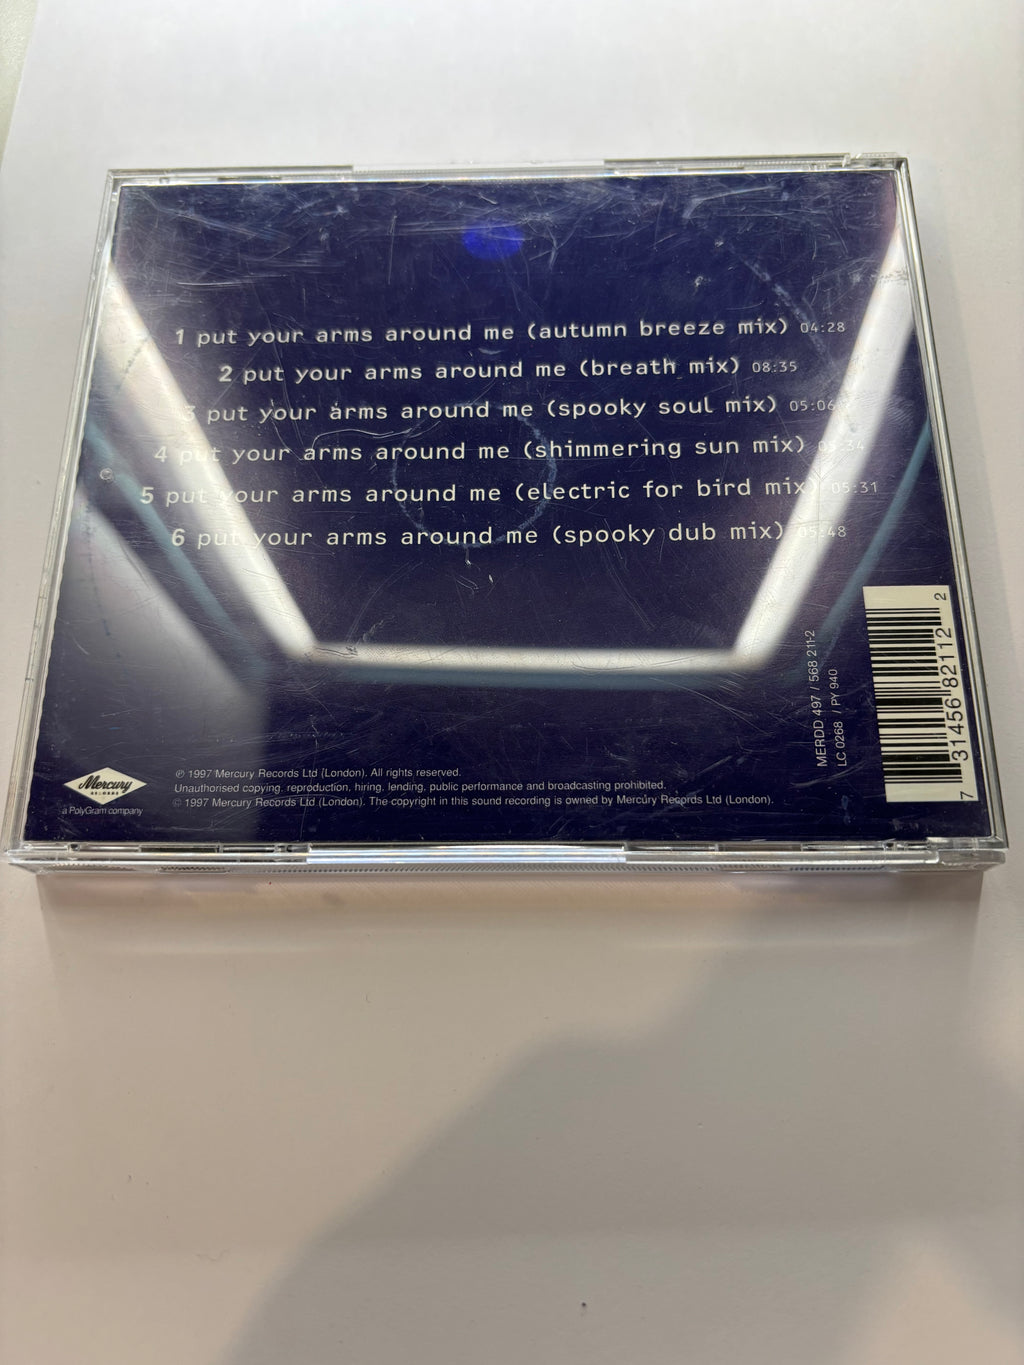 1 put your arms around me (autumn breeze mix) 04:28
2 put your arms around me (breath mix) 08:35
3 put your arms around me (spooky soul mix) 05:06
4 put your arms around me (shimmering sun mix) 05:34
5 put your arms around me (electric for bird mix) 05:31
6 put your arms around me (spooky dub mix) 05:48
MERDD 497 / 568 211-2
LC 0268 / PY 940
7 31456 82112 2
Mercury
RECORDS
a PolyGram company
℗ 1997 Mercury Records Ltd (London). All rights reserved.
Unauthorised copying, reproduction, hiring, lending, public performance and broadcasting prohibited.
© 1997 Mercury Records Ltd (London). The copyright in this sound recording is owned by Mercury Records Ltd (London).